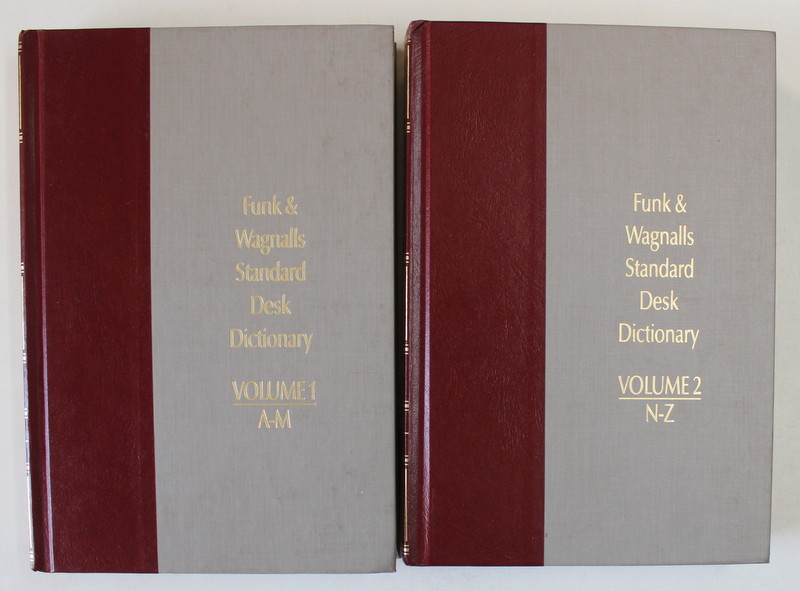 Funk &
Wagnalls
Standard
Desk
Dictionary
VOLUME 1
A-M
Funk &
Wagnalls
Standard
Desk
Dictionary
VOLUME 2
N-Z